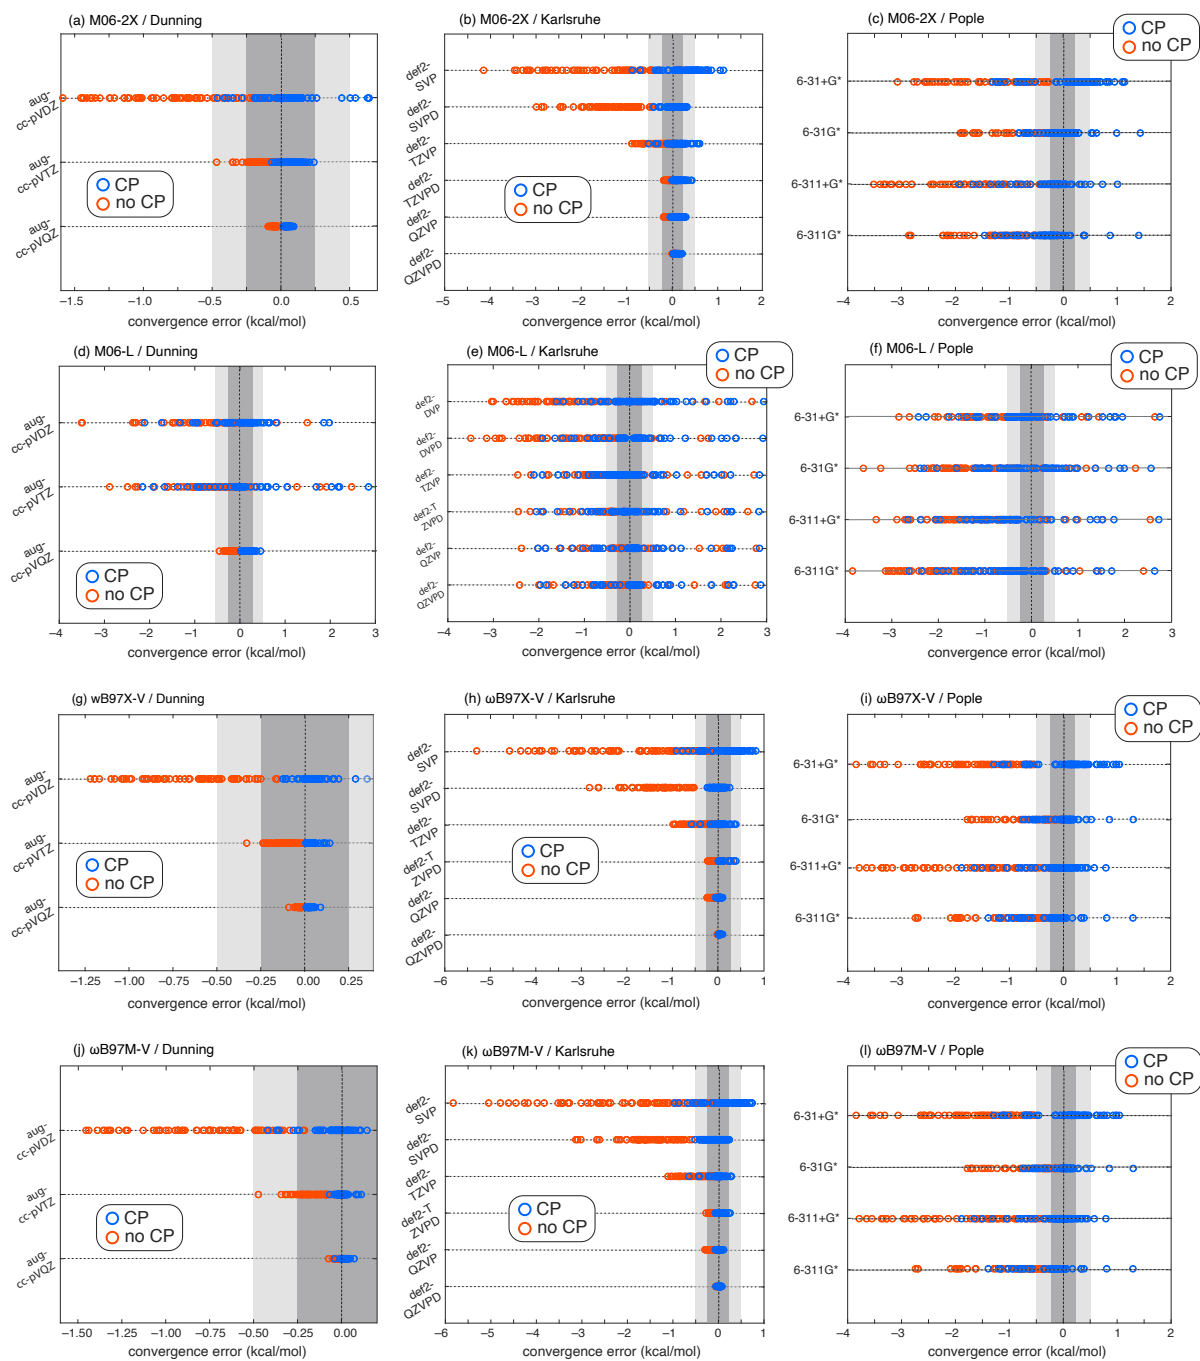 (a) M06-2X / Dunning
aug-
cc-pVDZ
aug-
cc-pVTZ
aug-
cc-pVQZ
CP
no CP
−1.5 −1.0 −0.5 0.0 0.5
convergence error (kcal/mol)
(b) M06-2X / Karlsruhe
def2-
SVP
def2-
SVPD
def2-
TZVP
def2-
TZVPD
def2-
QZVP
def2-
QZVPD
CP
no CP
−5 −4 −3 −2 −1 0 1 2
convergence error (kcal/mol)
(c) M06-2X / Pople
CP
no CP
6-31+G*
6-31G*
6-311+G*
6-311G*
−4 −3 −2 −1 0 1 2
convergence error (kcal/mol)
(d) M06-L / Dunning
aug-
cc-pVDZ
aug-
cc-pVTZ
aug-
cc-pVQZ
CP
no CP
−4 −3 −2 −1 0 1 2 3
convergence error (kcal/mol)
(e) M06-L / Karlsruhe
CP
no CP
def2-
DVP
def2-
DVPD
def2-
TZVP
def2-T
ZVPD
def2-
QZVP
def2-
QZVPD
−4 −3 −2 −1 0 1 2 3
convergence error (kcal/mol)
(f) M06-L / Pople
CP
no CP
6-31+G*
6-31G*
6-311+G*
6-311G*
−4 −3 −2 −1 0 1 2 3
convergence error (kcal/mol)
(g) wB97X-V / Dunning
aug-
cc-pVDZ
aug-
cc-pVTZ
aug-
cc-pVQZ
CP
no CP
−1.25 −1.00 −0.75 −0.50 −0.25 0.00 0.25
convergence error (kcal/mol)
(h) ωB97X-V / Karlsruhe
def2-
SVP
def2-
SVPD
def2-
TZVP
def2-T
ZVPD
def2-
QZVP
def2-
QZVPD
CP
no CP
−6 −5 −4 −3 −2 −1 0 1
convergence error (kcal/mol)
(i) ωB97X-V / Pople
CP
no CP
6-31+G*
6-31G*
6-311+G*
6-311G*
−4 −3 −2 −1 0 1 2
convergence error (kcal/mol)
(j) ωB97M-V / Dunning
aug-
cc-pVDZ
aug-
cc-pVTZ
aug-
cc-pVQZ
CP
no CP
−1.50 −1.25 −1.00 −0.75 −0.50 −0.25 0.00
convergence error (kcal/mol)
(k) ωB97M-V / Karlsruhe
def2-
SVP
def2-
SVPD
def2-
TZVP
def2-T
ZVPD
def2-
QZVP
def2-
QZVPD
CP
no CP
−6 −5 −4 −3 −2 −1 0 1
convergence error (kcal/mol)
(l) ωB97M-V / Pople
CP
no CP
6-31+G*
6-31G*
6-311+G*
6-311G*
−4 −3 −2 −1 0 1 2
convergence error (kcal/mol)